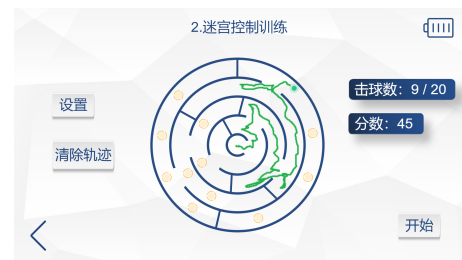 2.迷宫控制训练
击球数：9 / 20
设置
分数：45
清除轨迹
开始